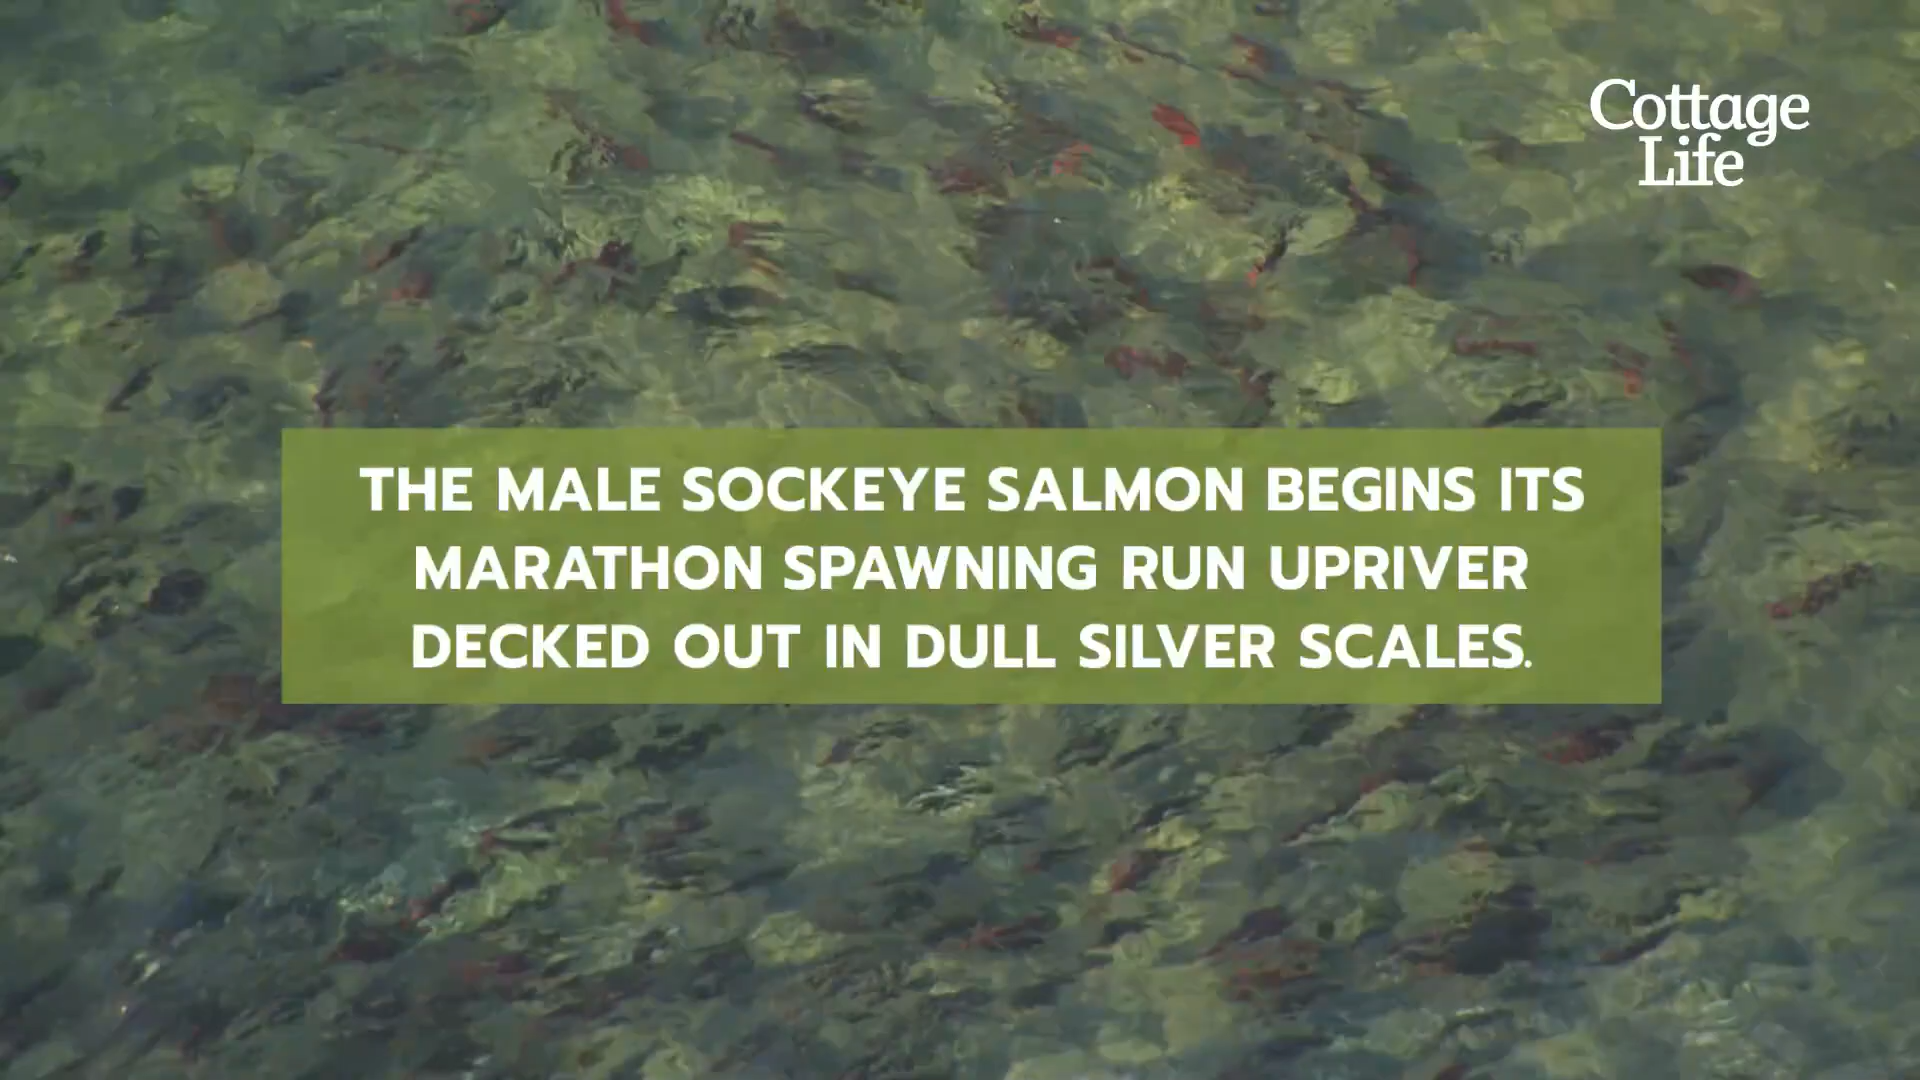 Cottage
Life
THE MALE SOCKEYE SALMON BEGINS ITS
MARATHON SPAWNING RUN UPRIVER
DECKED OUT IN DULL SILVER SCALES.